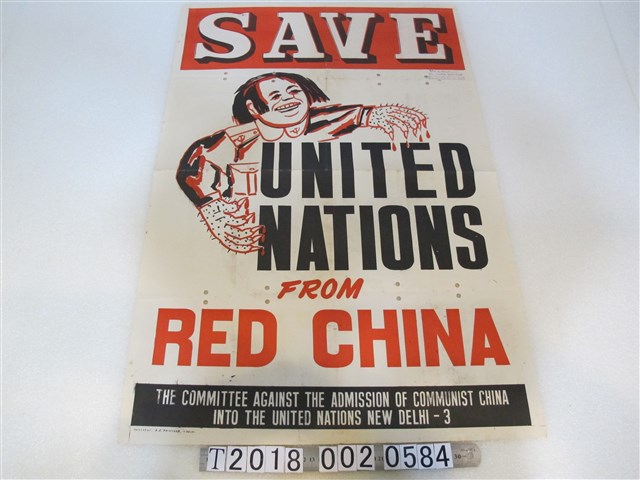 SAVE
UNITED
NATIONS
FROM
RED CHINA
THE COMMITTEE AGAINST THE ADMISSION OF COMMUNIST CHINA
INTO THE UNITED NATIONS NEW DELHI - 3
T 2018 002 0584